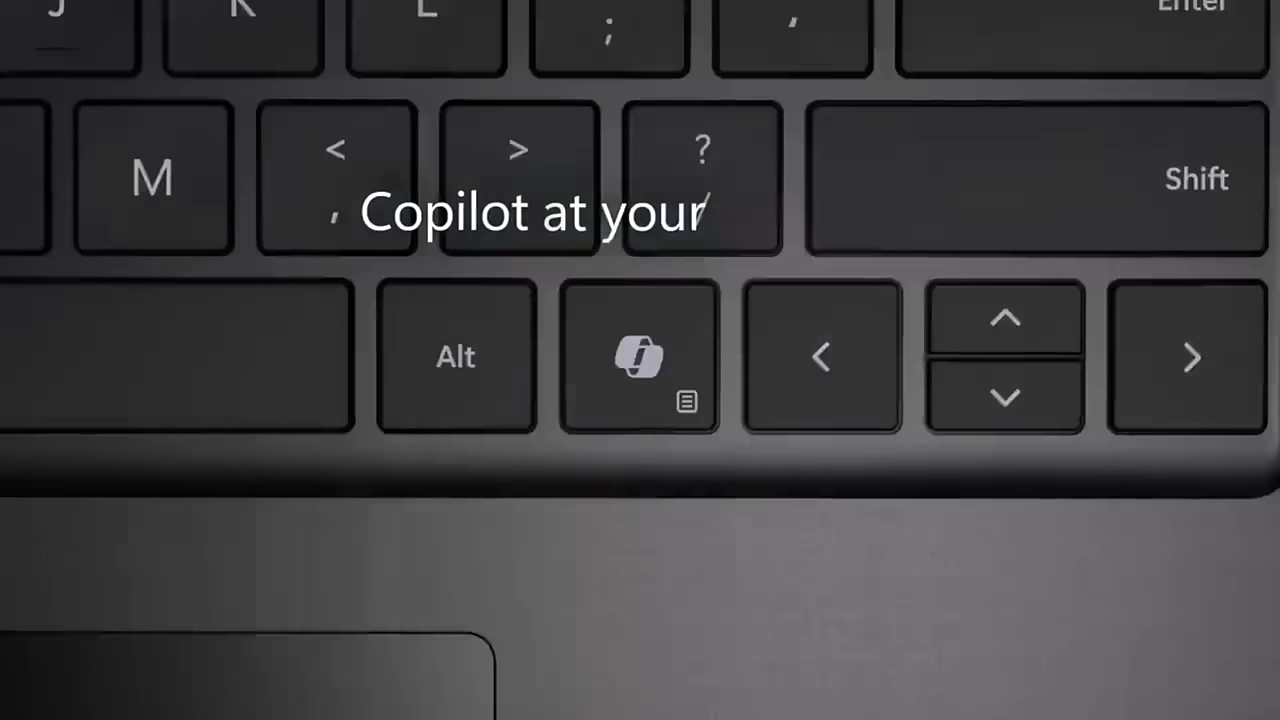 J K L ; ' Enter
M < , > ? / Shift
Copilot at your
Alt